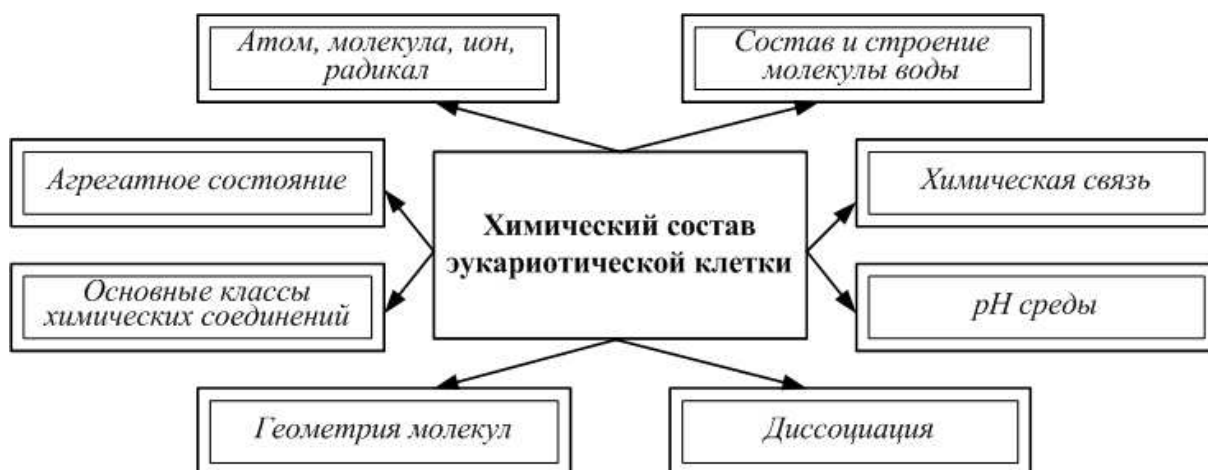 Атом, молекула, ион,
радикал
Состав и строение
молекулы воды
Агрегатное состояние
Химическая связь
Химический состав
эукариотической клетки
Основные классы
химических соединений
pH среды
Геометрия молекул
Диссоциация